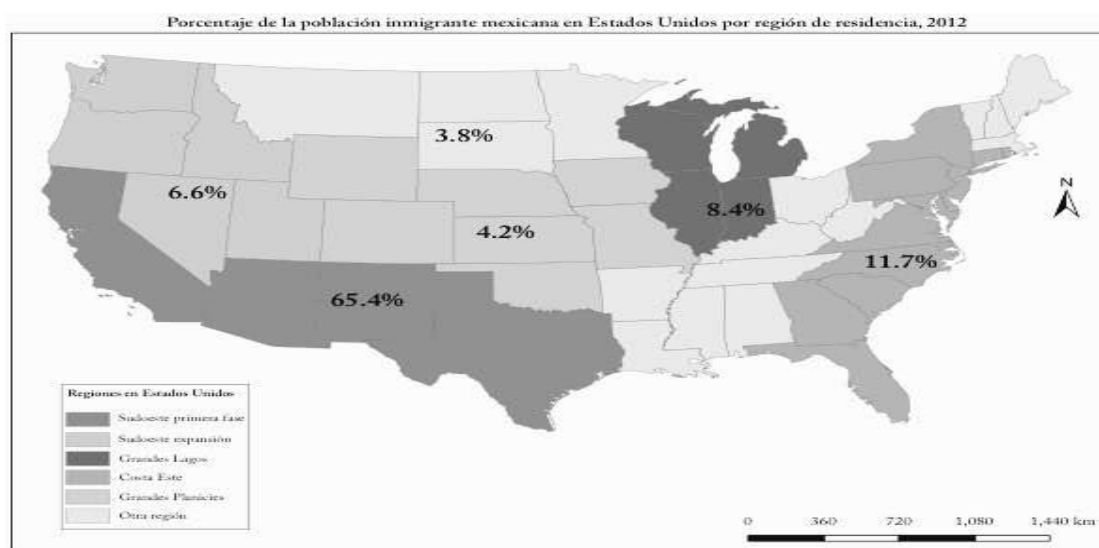 Porcentaje de la población inmigrante mexicana en Estados Unidos por región de residencia, 2012
3.8%
6.6%
8.4%
4.2%
11.7%
65.4%
N
Regiones en Estados Unidos
Sudoeste primera fase
Sudoeste expansión
Grandes Lagos
Costa Este
Grandes Planicies
Otra región
0 360 720 1,080 1,440 km